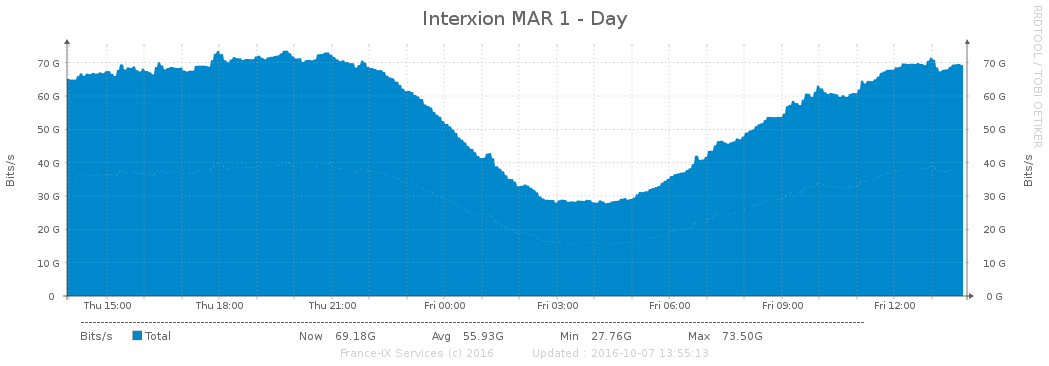 Interxion MAR 1 - Day
RRDTOOL / TOBI OETIKER
Bits/s
Bits/s
70 G 70 G
60 G 60 G
50 G 50 G
40 G 40 G
30 G 30 G
20 G 20 G
10 G 10 G
0 0 G
Thu 15:00 Thu 18:00 Thu 21:00 Fri 00:00 Fri 03:00 Fri 06:00 Fri 09:00 Fri 12:00
Bits/s Total Now 69.18G Avg 55.93G Min 27.76G Max 73.50G
France-IX Services (c) 2016 Updated : 2016-10-07 13:55:13